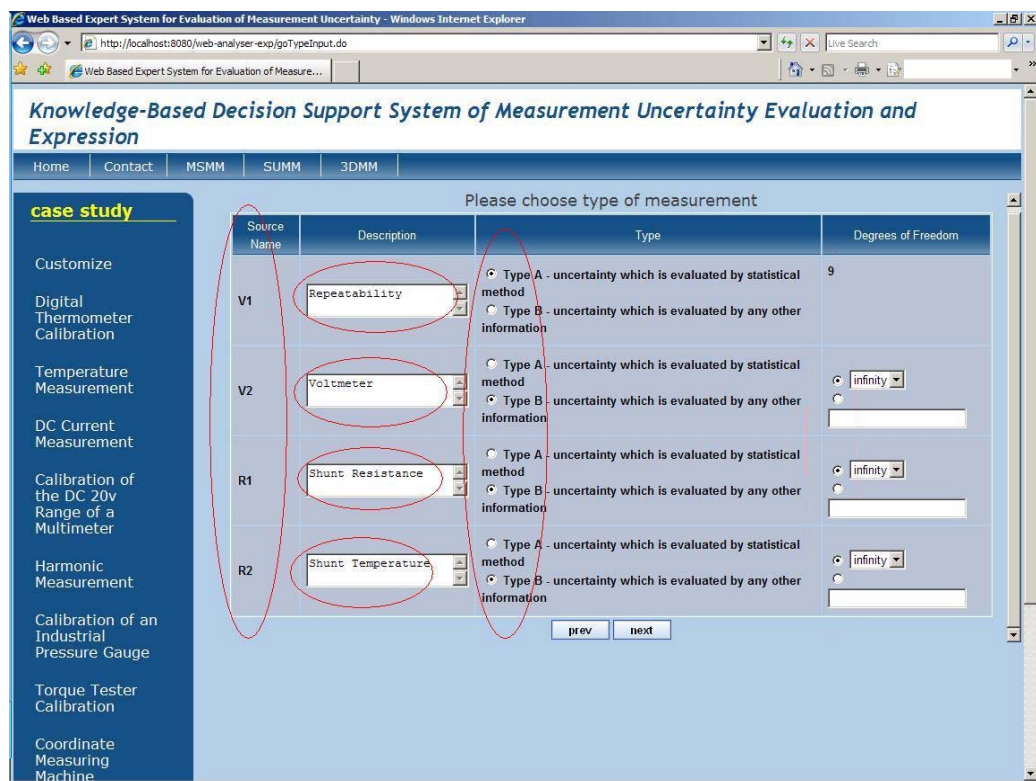 Web Based Expert System for Evaluation of Measurement Uncertainty - Windows Internet Explorer
http://localhost:8080/web-analyser-exp/goTypeInput.do
Live Search
Web Based Expert System for Evaluation of Measure...
Knowledge-Based Decision Support System of Measurement Uncertainty Evaluation and
Expression
Home
Contact
MSMM
SUMM
3DMM
case study
Customize
Digital
Thermometer
Calibration
Temperature
Measurement
DC Current
Measurement
Calibration of
the DC 20v
Range of a
Multimeter
Harmonic
Measurement
Calibration of an
Industrial
Pressure Gauge
Torque Tester
Calibration
Coordinate
Measuring
Machine
Please choose type of measurement
Source
Name
Description
Type
Degrees of Freedom
V1
Repeatability
Type A - uncertainty which is evaluated by statistical
method
Type B - uncertainty which is evaluated by any other
information
9
V2
Voltmeter
Type A - uncertainty which is evaluated by statistical
method
Type B - uncertainty which is evaluated by any other
information
infinity
R1
Shunt Resistance
Type A - uncertainty which is evaluated by statistical
method
Type B - uncertainty which is evaluated by any other
information
infinity
R2
Shunt Temperature
Type A - uncertainty which is evaluated by statistical
method
Type B - uncertainty which is evaluated by any other
information
infinity
prev
next